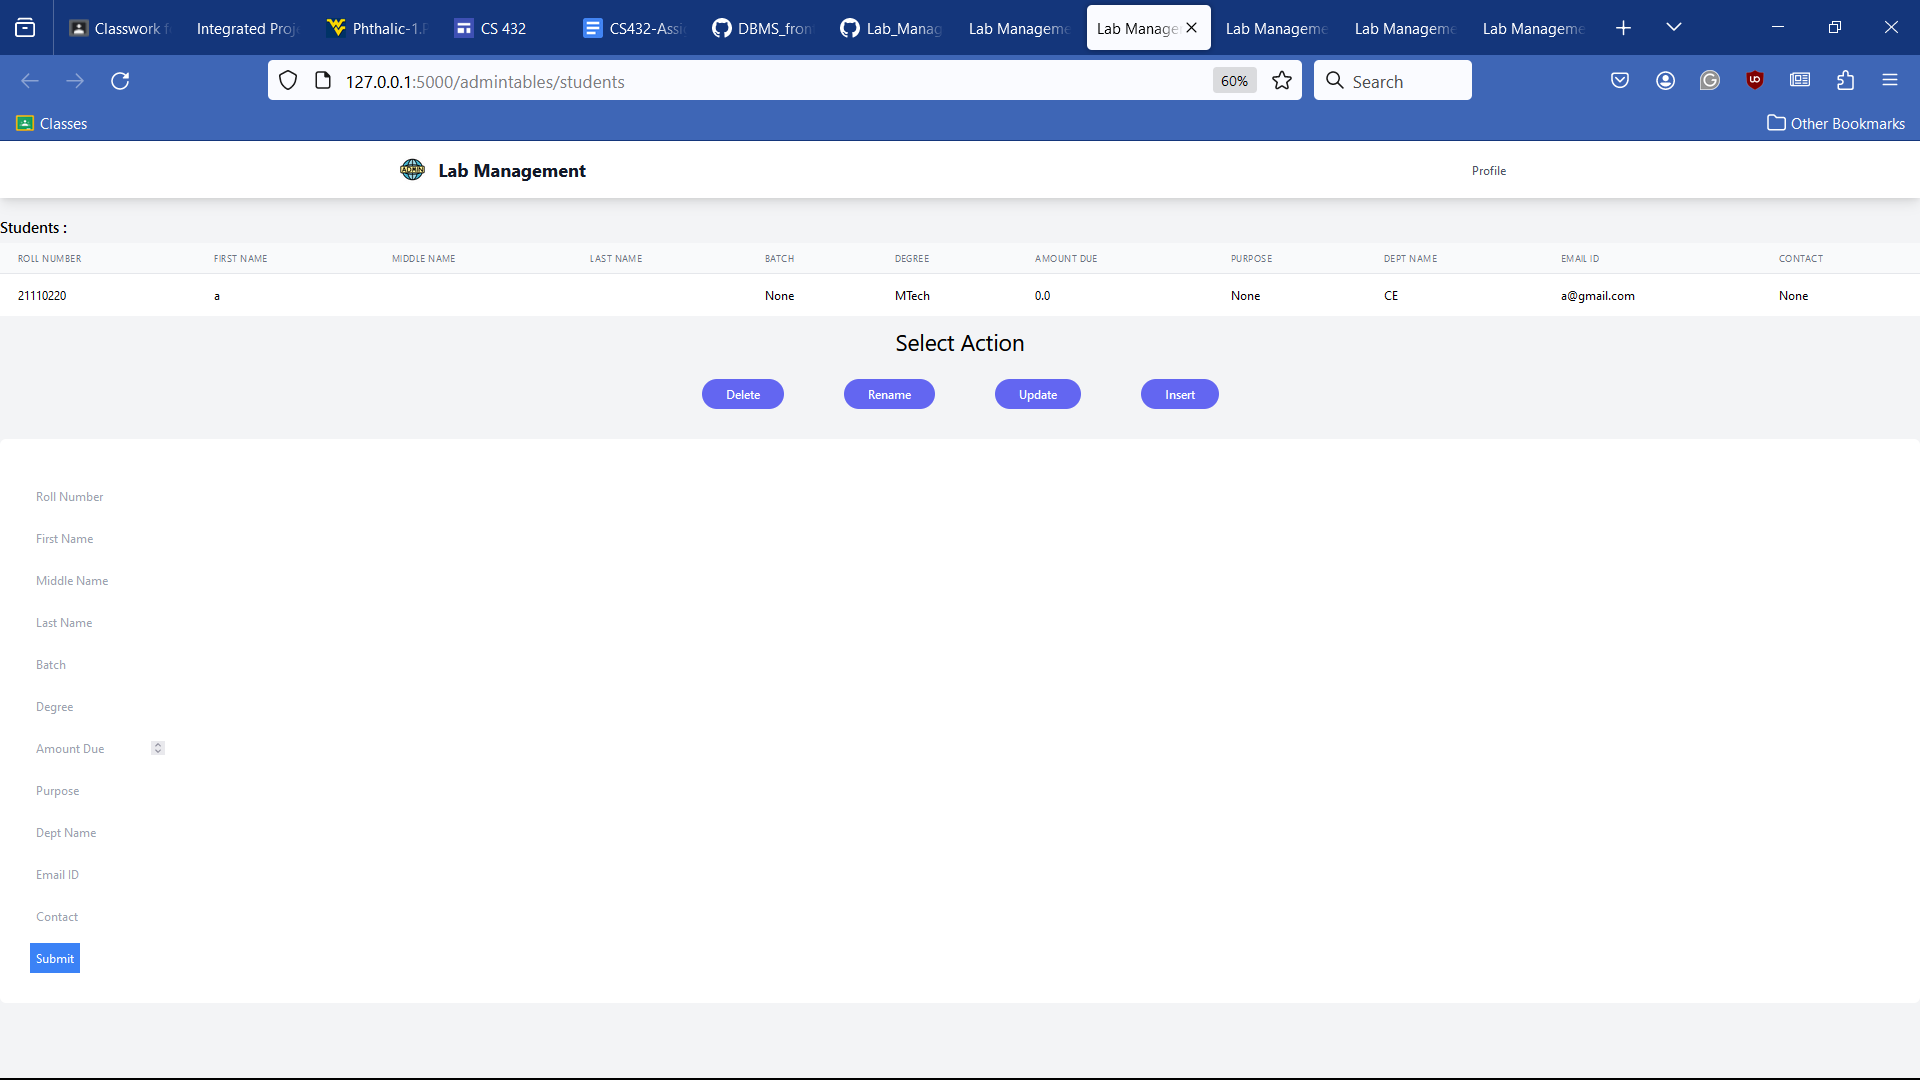 Classwork f
Integrated Proje
Phthalic-1.P
CS 432
CS432-Assi
DBMS_fron
Lab_Manag
Lab Manageme
Lab Manage
Lab Manageme
Lab Manageme
Lab Manageme
127.0.0.1:5000/admintables/students
60%
Search
Classes
Other Bookmarks
ADMIN
Lab Management
Profile
Students :
ROLL NUMBER FIRST NAME MIDDLE NAME LAST NAME BATCH DEGREE AMOUNT DUE PURPOSE DEPT NAME EMAIL ID CONTACT
21110220 a None MTech 0.0 None CE a@gmail.com None
Select Action
Delete Rename Update Insert
Roll Number
First Name
Middle Name
Last Name
Batch
Degree
Amount Due
Purpose
Dept Name
Email ID
Contact
Submit